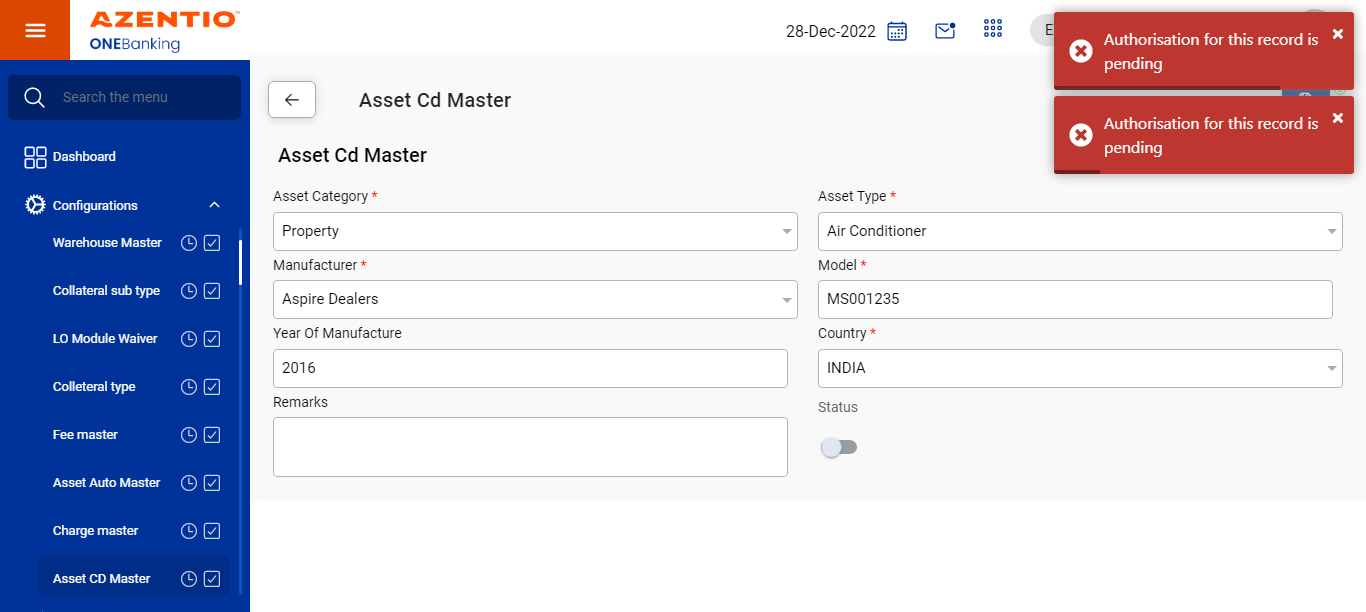 AZENTIO™
ONEBanking
28-Dec-2022
E
Authorisation for this record is
pending
Authorisation for this record is
pending
Search the menu
Dashboard
Configurations
Warehouse Master
Collateral sub type
LO Module Waiver
Colleteral type
Fee master
Asset Auto Master
Charge master
Asset CD Master
Asset Cd Master
Asset Cd Master
Asset Category *
Property
Asset Type *
Air Conditioner
Manufacturer *
Aspire Dealers
Model *
MS001235
Year Of Manufacture
2016
Country *
INDIA
Remarks
Status